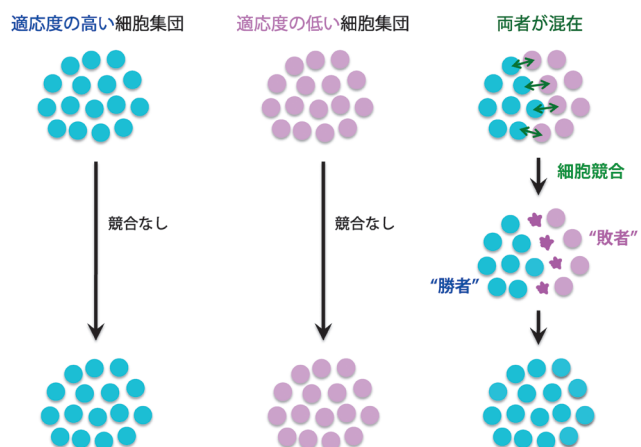 適応度の高い細胞集団
適応度の低い細胞集団
両者が混在
細胞競合
競合なし
競合なし
“敗者”
“勝者”